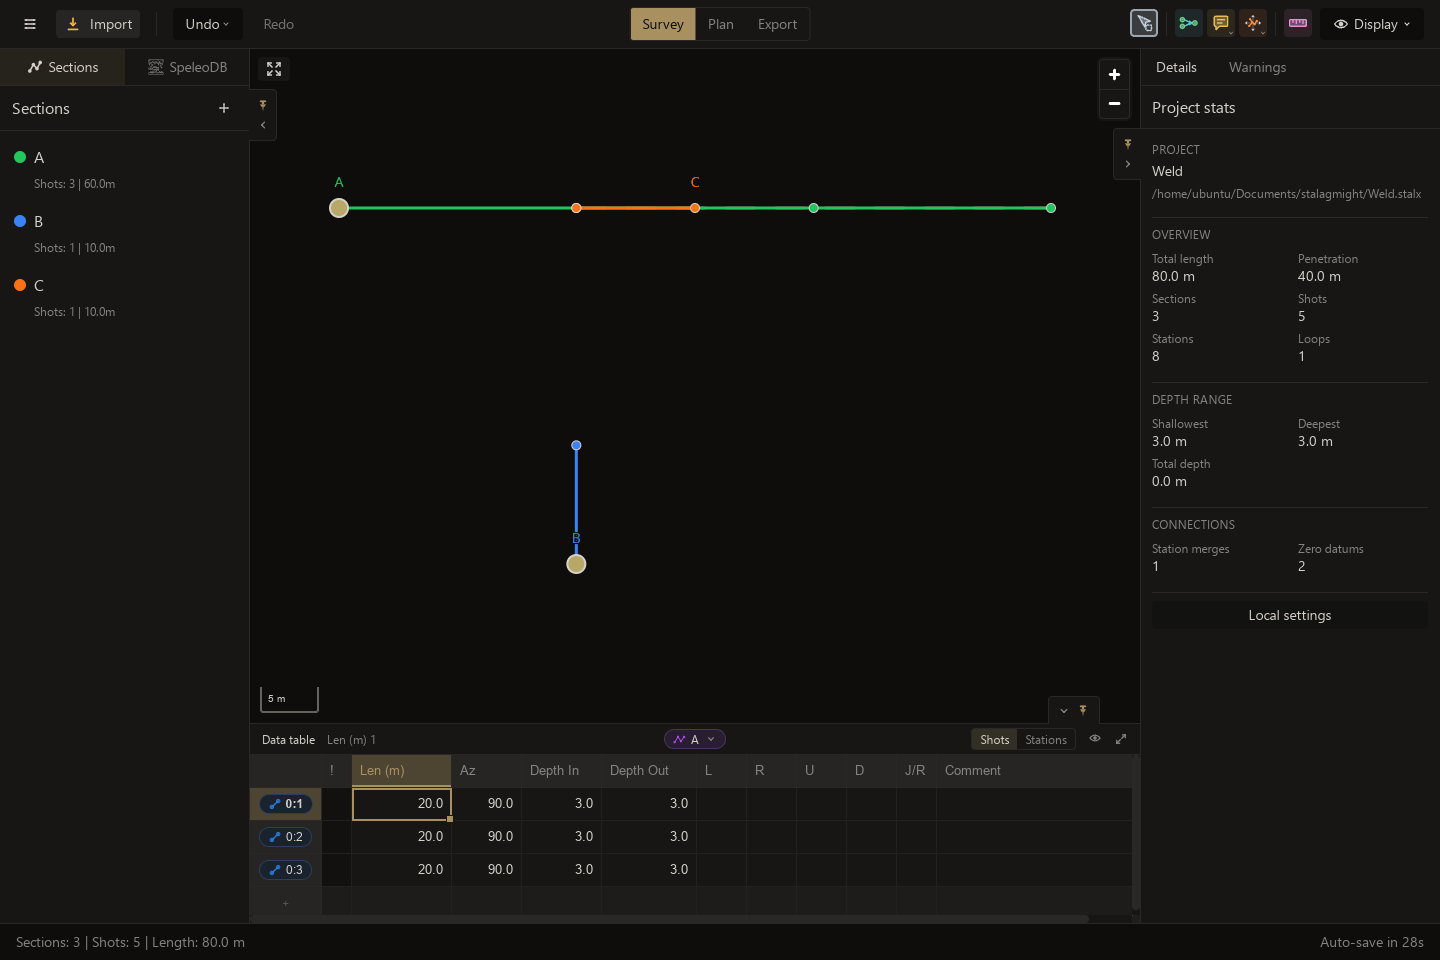 Import
Undo
Redo
Survey
Plan
Export
Display
Sections
SpeleoDB
Sections
A
Shots: 3 | 60.0m
B
Shots: 1 | 10.0m
C
Shots: 1 | 10.0m
A
C
B
5 m
Details
Warnings
Project stats
PROJECT
Weld
/home/ubuntu/Documents/stalagmight/Weld.stalx
OVERVIEW
Total length
Penetration
80.0 m
40.0 m
Sections
Shots
3
5
Stations
Loops
8
1
DEPTH RANGE
Shallowest
Deepest
3.0 m
3.0 m
Total depth
0.0 m
CONNECTIONS
Station merges
Zero datums
1
2
Local settings
Data table
Len (m) 1
A
Shots
Stations
! Len (m) Az Depth In Depth Out L R U D J/R Comment
0:1 20.0 90.0 3.0 3.0
0:2 20.0 90.0 3.0 3.0
0:3 20.0 90.0 3.0 3.0
+
Sections: 3 | Shots: 5 | Length: 80.0 m
Auto-save in 28s